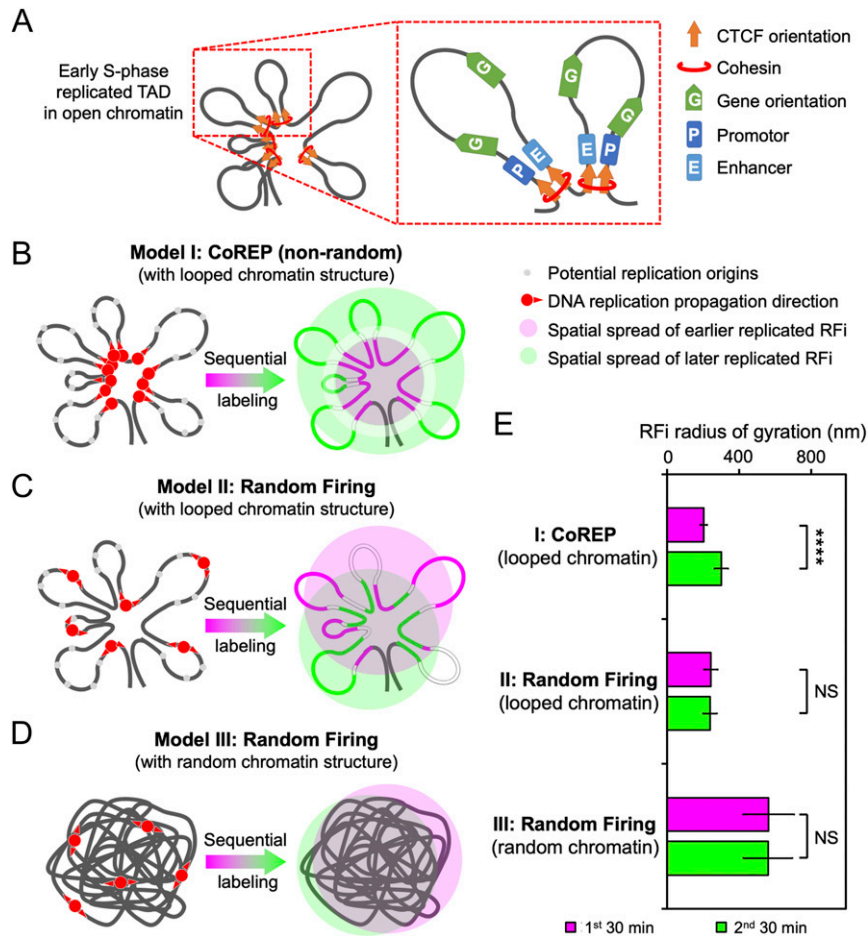 A
Early S-phase
replicated TAD
in open chromatin
G
G
G
G
P
E
E
P
CTCF orientation
Cohesin
G Gene orientation
P Promotor
E Enhancer
B
Model I: CoREP (non-random)
(with looped chromatin structure)
Sequential
labeling
Potential replication origins
DNA replication propagation direction
Spatial spread of earlier replicated RFi
Spatial spread of later replicated RFi
C
Model II: Random Firing
(with looped chromatin structure)
Sequential
labeling
D
Model III: Random Firing
(with random chromatin structure)
Sequential
labeling
E
RFi radius of gyration (nm)
0 400 800
I: CoREP
(looped chromatin)
****
II: Random Firing
(looped chromatin)
NS
III: Random Firing
(random chromatin)
NS
1st 30 min 2nd 30 min